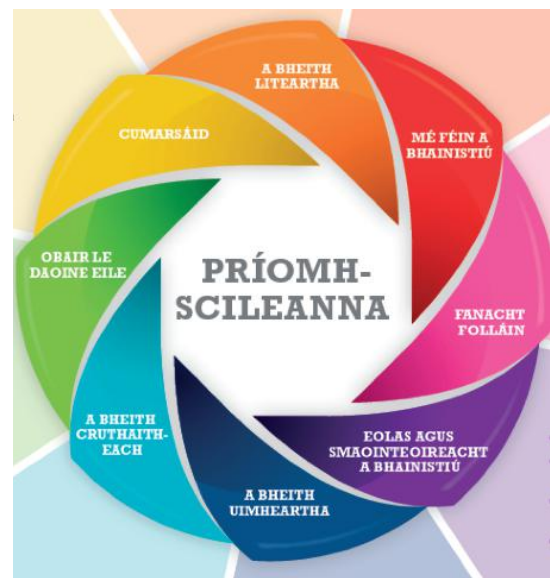 A BHEITH
LITEARTHA
MÉ FÉIN A
BHAINISTIÚ
FANACHT
FOLLÁIN
EOLAS AGUS
SMAOINTEOIREACHT
A BHAINISTIÚ
A BHEITH
UIMHEARTHA
A BHEITH
CRUTHAITH-
EACH
OBAIR LE
DAOINE EILE
CUMARSÁID
PRÍOMH-
SCILEANNA